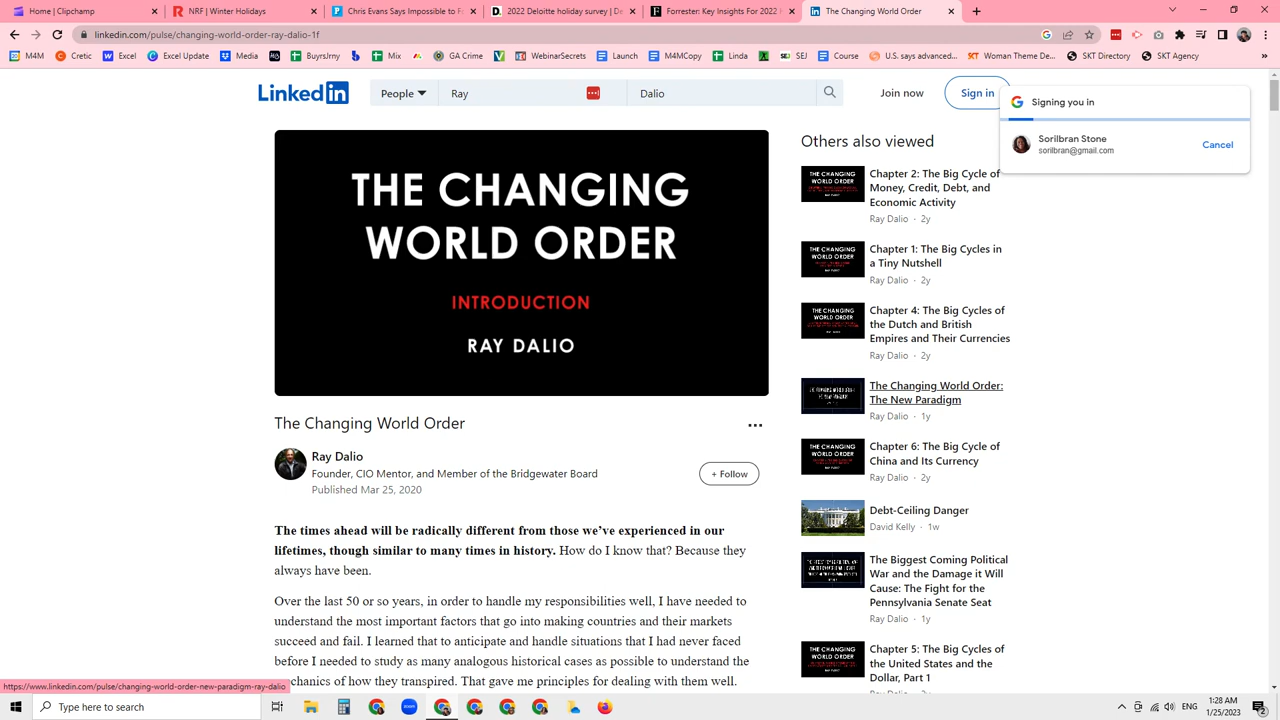 Home | Clipchamp
NRF | Winter Holidays
Chris Evans Says Impossible to F
2022 Deloitte holiday survey | De
Forrester: Key Insights For 2022 H
The Changing World Order
linkedin.com/pulse/changing-world-order-ray-dalio-1f
M4M
Cretic
Excel
Excel Update
Media
BuysrJrny
Mix
GA Crime
WebinarSecrets
Launch
M4MCopy
Linda
SEJ
Course
U.S. says advanced...
Woman Theme De...
SKT Directory
SKT Agency
LinkedIn
People
Ray
Dalio
Join now
Sign in
Signing you in
Sorilbran Stone
sorilbran@gmail.com
Cancel
THE CHANGING
WORLD ORDER
INTRODUCTION
RAY DALIO
The Changing World Order
Ray Dalio
Founder, CIO Mentor, and Member of the Bridgewater Board
Published Mar 25, 2020
+ Follow
The times ahead will be radically different from those we've experienced in our
lifetimes, though similar to many times in history. How do I know that? Because they
always have been.
Over the last 50 or so years, in order to handle my responsibilities well, I have needed to
understand the most important factors that go into making countries and their markets
succeed and fail. I learned that to anticipate and handle situations that I had never faced
before I needed to study as many analogous historical cases as possible to understand the
mechanics of how they transpired. That gave me principles for dealing with them well.
Others also viewed
Chapter 2: The Big Cycle of
Money, Credit, Debt, and
Economic Activity
Ray Dalio · 2y
Chapter 1: The Big Cycles in
a Tiny Nutshell
Ray Dalio · 2y
Chapter 4: The Big Cycles of
the Dutch and British
Empires and Their Currencies
Ray Dalio · 2y
The Changing World Order:
The New Paradigm
Ray Dalio · 1y
Chapter 6: The Big Cycle of
China and Its Currency
Ray Dalio · 2y
Debt-Ceiling Danger
David Kelly · 1w
The Biggest Coming Political
War and the Damage it Will
Cause: The Fight for the
Pennsylvania Senate Seat
Ray Dalio · 1y
Chapter 5: The Big Cycles of
the United States and the
Dollar, Part 1
Ray Dalio · 2y
https://www.linkedin.com/pulse/changing-world-order-new-paradigm-ray-dalio
Type here to search
zoom
ENG
1:28 AM
1/25/2023